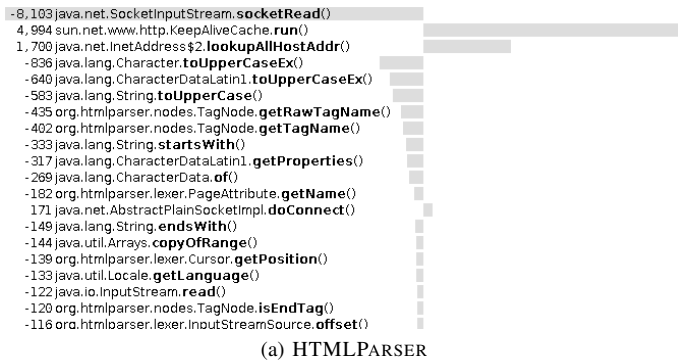 -8,103 java.net.SocketInputStream.socketRead()
4,994 sun.net.www.http.KeepAliveCache.run()
1,700 java.net.InetAddress$2.lookupAllHostAddr()
-836 java.lang.Character.toUpperCaseEx()
-640 java.lang.CharacterDataLatin1.toUpperCaseEx()
-583 java.lang.String.toUpperCase()
-435 org.htmlparser.nodes.TagNode.getRawTagName()
-402 org.htmlparser.nodes.TagNode.getTagName()
-333 java.lang.String.startsWith()
-317 java.lang.CharacterDataLatin1.getProperties()
-269 java.lang.CharacterData.of()
-182 org.htmlparser.lexer.PageAttribute.getName()
171 java.net.AbstractPlainSocketImpl.doConnect()
-149 java.lang.String.endsWith()
-144 java.util.Arrays.copyOfRange()
-139 org.htmlparser.lexer.Cursor.getPosition()
-133 java.util.Locale.getLanguage()
-122 java.io.InputStream.read()
-120 org.htmlparser.nodes.TagNode.isEndTag()
-116 org.htmlparser.lexer.InputStreamSource.offset()
(a) HTMLPARSER